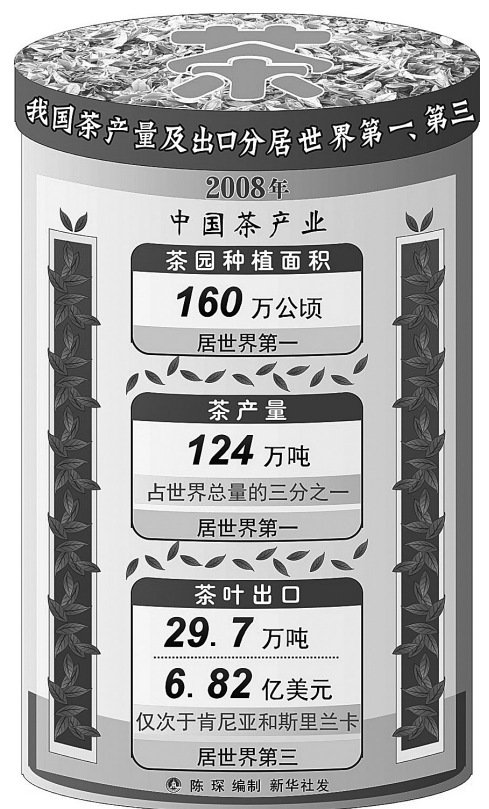 茶
我国茶产量及出口分居世界第一、第三
2008年
中国茶产业
茶园种植面积
160 万公顷
居世界第一
茶产量
124 万吨
占世界总量的三分之一
居世界第一
茶叶出口
29.7 万吨
6.82 亿美元
仅次于肯尼亚和斯里兰卡
居世界第三
陈 琛 编制 新华社发